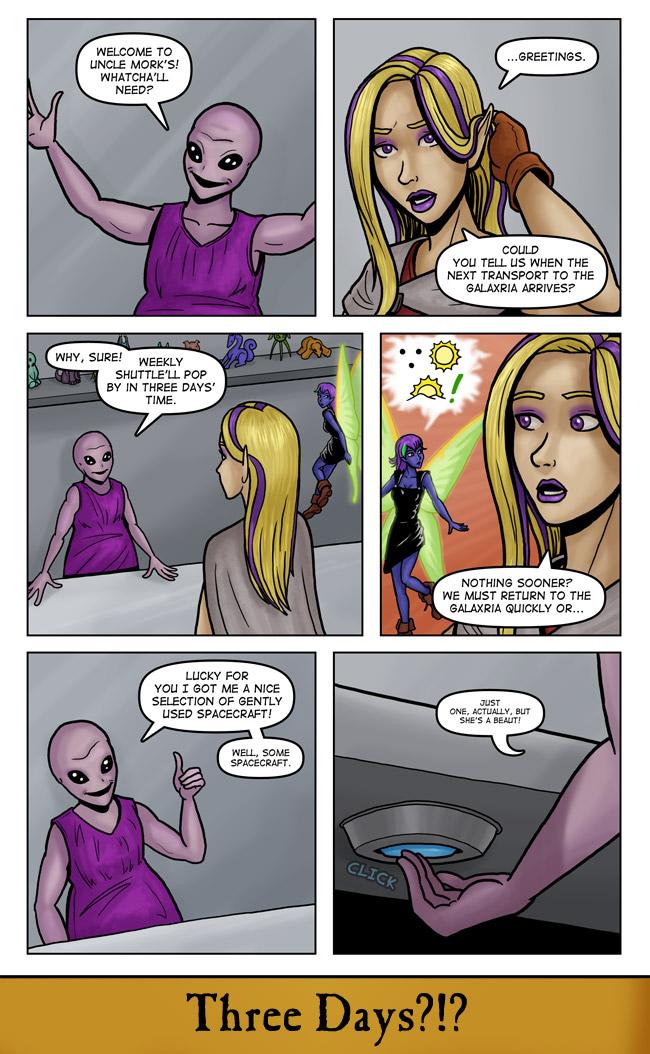 WELCOME TO
UNCLE MORK'S!
WHATCHA'LL
NEED?
...GREETINGS.
COULD
YOU TELL US WHEN THE
NEXT TRANSPORT TO THE
GALAXRIA ARRIVES?
WHY, SURE!
WEEKLY
SHUTTLE'LL POP
BY IN THREE DAYS'
TIME.
!
NOTHING SOONER?
WE MUST RETURN TO THE
GALAXRIA QUICKLY OR...
LUCKY FOR
YOU I GOT ME A NICE
SELECTION OF GENTLY
USED SPACECRAFT!
WELL, SOME
SPACECRAFT.
JUST
ONE, ACTUALLY, BUT
SHE'S A BEAUT!
CLICK
Three Days?!?